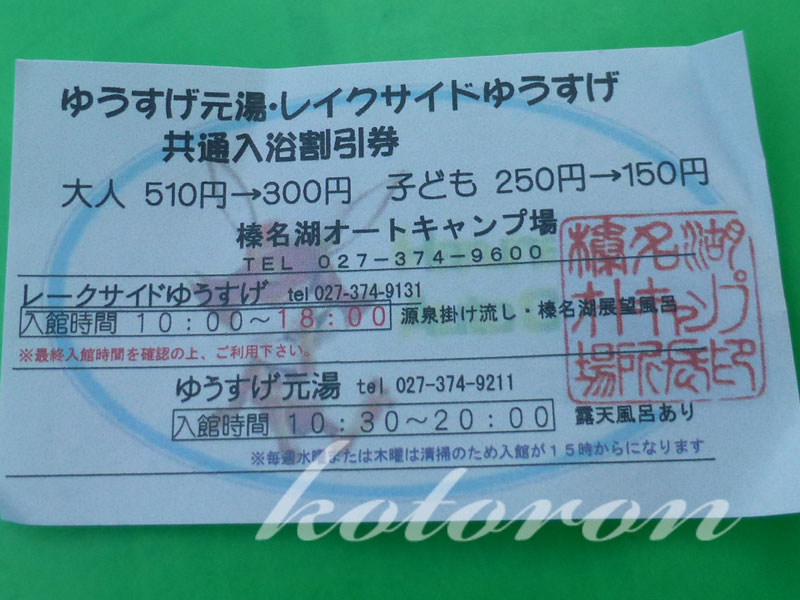 ゆうすげ元湯・レイクサイドゆうすげ
共通入浴割引券
大人 510円→300円 子ども 250円→150円
榛名湖オートキャンプ場
TEL 027-374-9600
レークサイドゆうすげ tel 027-374-9131
入館時間 10:00~18:00 源泉掛け流し・榛名湖展望風呂
※最終入館時間を確認の上、ご利用下さい。
ゆうすげ元湯 tel 027-374-9211
入館時間 10:30~20:00 露天風呂あり
※毎週水曜または木曜は清掃のため入館が15時からになります
榛名湖
オートキャンプ
場所長印
kotoron